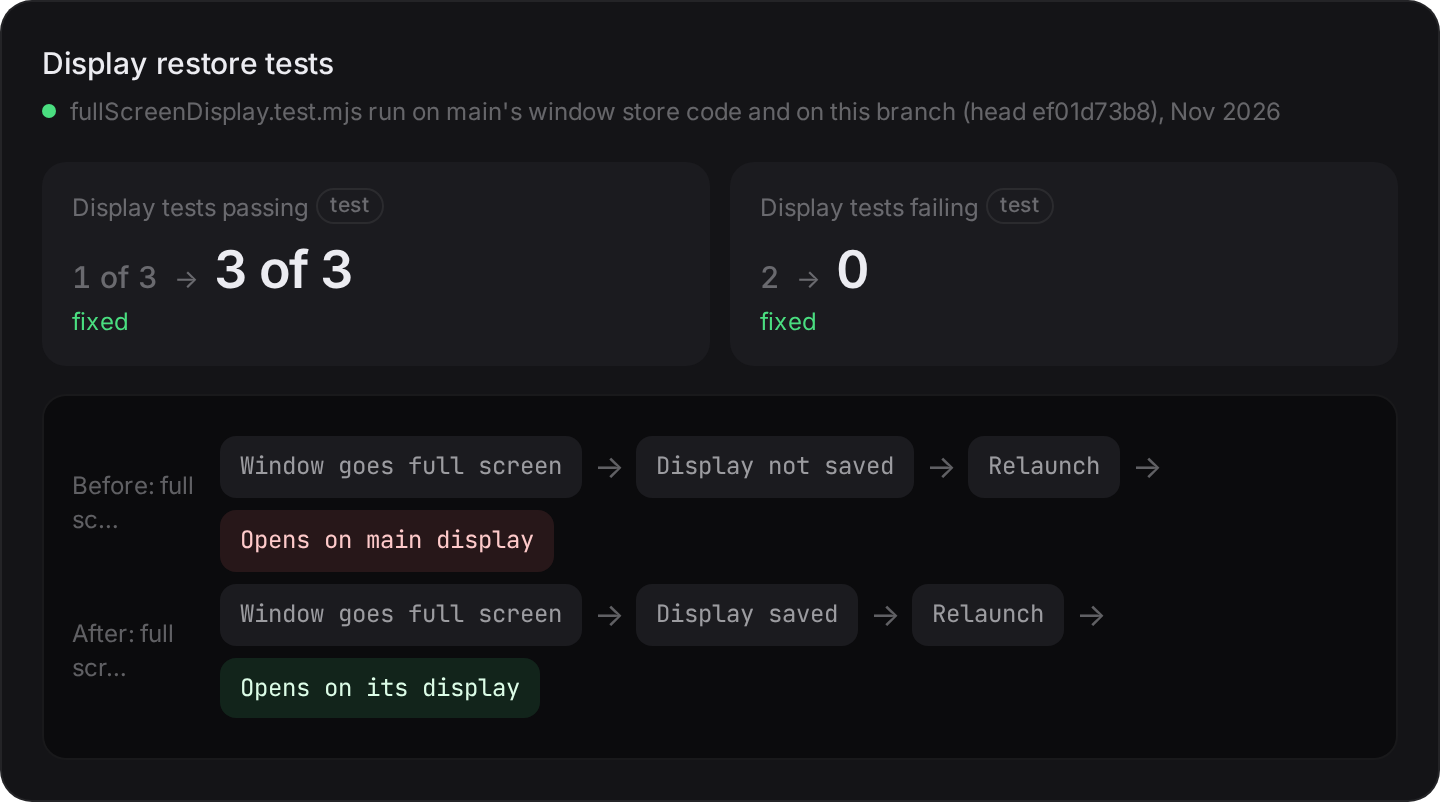 Display restore tests
fullScreenDisplay.test.mjs run on main's window store code and on this branch (head ef01d73b8), Nov 2026
Display tests passing test
1 of 3 → 3 of 3
fixed
Display tests failing test
2 → 0
fixed
Before: full sc...
Window goes full screen → Display not saved → Relaunch →
Opens on main display
After: full scr...
Window goes full screen → Display saved → Relaunch →
Opens on its display